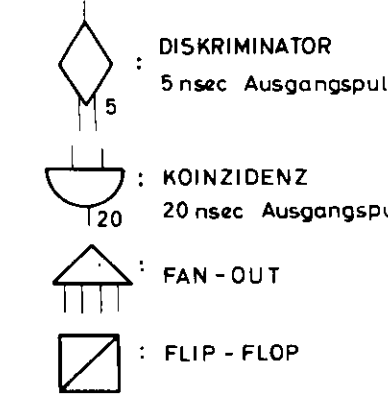 : DISKRIMINATOR
5 nsec Ausgangspul
5
: KOINZIDENZ
20 nsec Ausgangspu
20
: FAN-OUT
: FLIP-FLOP